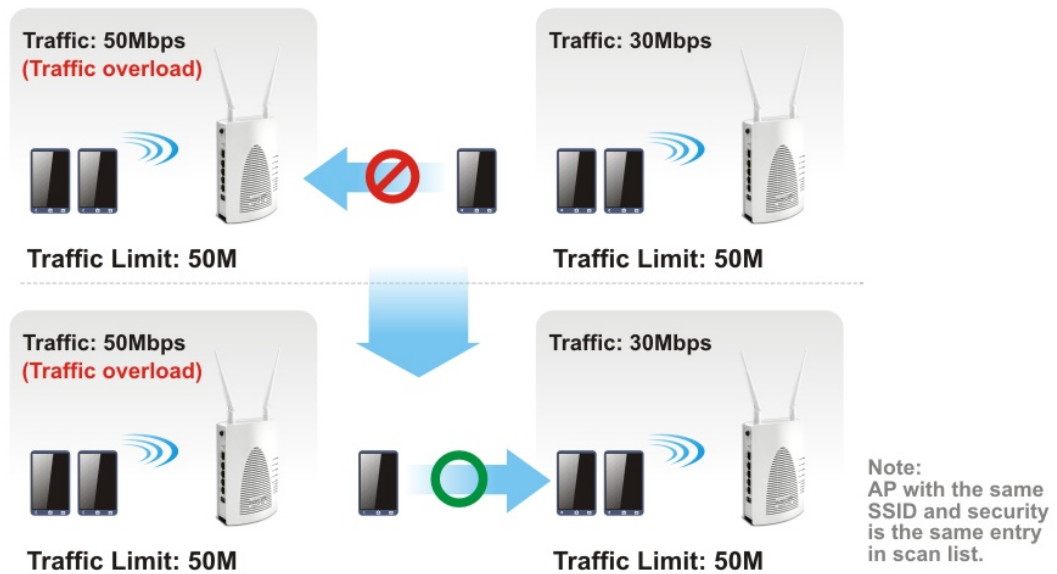 Traffic: 50Mbps
(Traffic overload)
Traffic: 30Mbps
Traffic Limit: 50M
Traffic Limit: 50M
Traffic: 50Mbps
(Traffic overload)
Traffic: 30Mbps
Traffic Limit: 50M
Traffic Limit: 50M
Note:
AP with the same
SSID and security
is the same entry
in scan list.